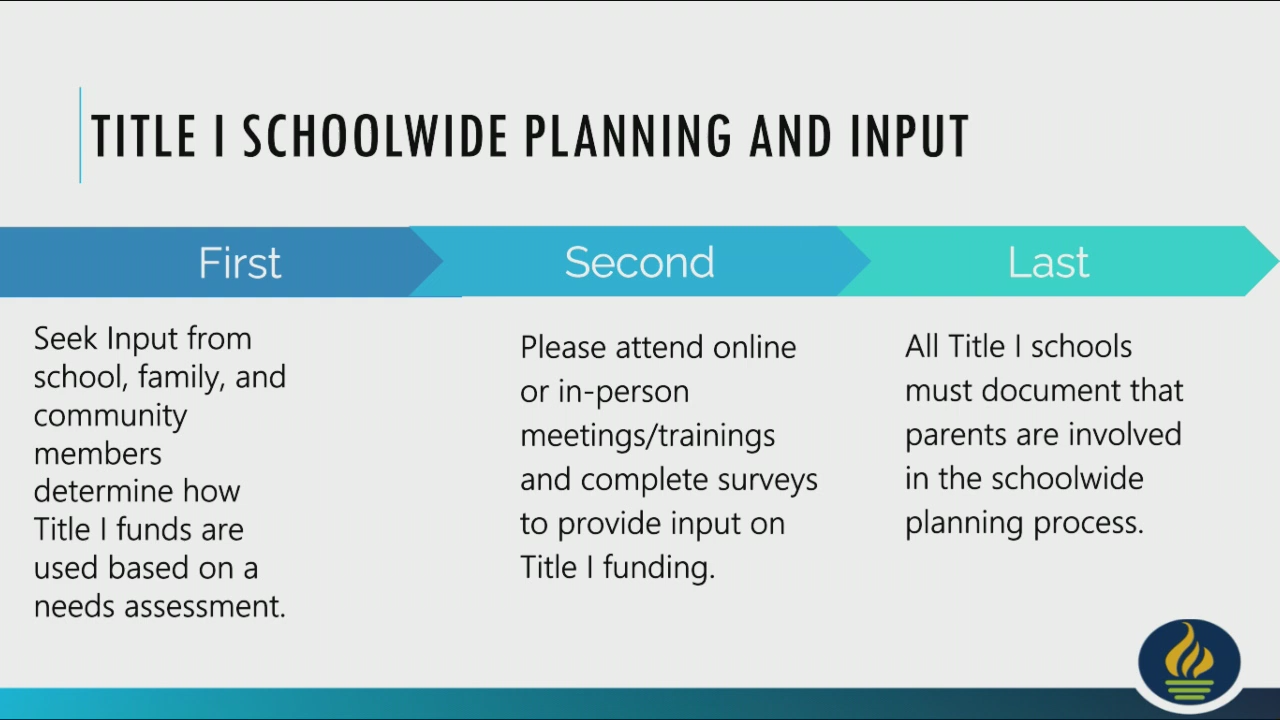 TITLE I SCHOOLWIDE PLANNING AND INPUT
First
Seek Input from
school, family, and
community
members
determine how
Title I funds are
used based on a
needs assessment.
Second
Please attend online
or in-person
meetings/trainings
and complete surveys
to provide input on
Title I funding.
Last
All Title I schools
must document that
parents are involved
in the schoolwide
planning process.